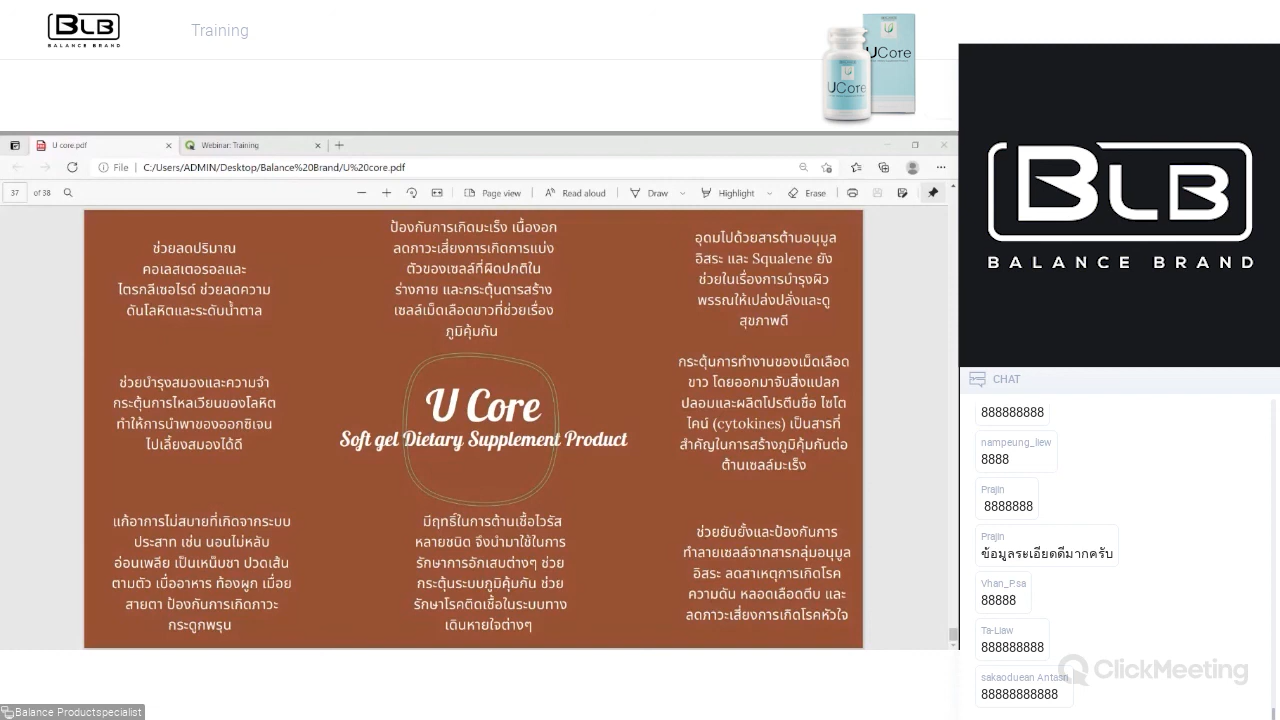 BLB
BALANCE BRAND
Training
UCore
UCore
U core.pdf
Webinar: Training
File
C:/Users/ADMIN/Desktop/Balance%20Brand/U%20core.pdf
37
of 38
Page view
Read aloud
Draw
Highlight
Erase
ช่วยลดปริมาณ
คอเลสเตอรอลและ
ไตรกลีเซอไรด์ ช่วยลดความ
ดันโลหิตและระดับน้ำตาล
ป้องกันการเกิดมะเร็ง เนื้องอก
ลดภาวะเสี่ยงการเกิดการแบ่ง
ตัวของเซลล์ที่ผิดปกติใน
ร่างกาย และกระตุ้นดารสร้าง
เซลล์เม็ดเลือดขาวที่ช่วยเรื่อง
ภูมิคุ้มกัน
อุดมไปด้วยสารต้านอนุมูล
อิสระ และ Squalene ยัง
ช่วยในเรื่องการบำรุงผิว
พรรณให้เปล่งปลั่งและดู
สุขภาพดี
ช่วยบำรุงสมองและความจำ
กระตุ้นการไหลเวียนของโลหิต
ทำให้การนำพาของออกซิเจน
ไปเลี้ยงสมองได้ดี
U Core
Soft gel Dietary Supplement Product
กระตุ้นการทำงานของเม็ดเลือด
ขาว โดยออกมาจับสิ่งแปลก
ปลอมและผลิตโปรตีนชื่อ ไซโต
ไคน์ (cytokines) เป็นสารที่
สำคัญในการสร้างภูมิคุ้มกันต่อ
ต้านเซลล์มะเร็ง
แก้อาการไม่สบายที่เกิดจากระบบ
ประสาท เช่น นอนไม่หลับ
อ่อนเพลีย เป็นเหน็บชา ปวดเส้น
ตามตัว เบื่ออาหาร ท้องผูก เมื่อย
สายตา ป้องกันการเกิดภาวะ
กระดูกพรุน
มีฤทธิ์ในการต้านเชื้อไวรัส
หลายชนิด จึงนำมาใช้ในการ
รักษาการอักเสบต่างๆ ช่วย
กระตุ้นระบบภูมิคุ้มกัน ช่วย
รักษาโรคติดเชื้อในระบบทาง
เดินหายใจต่างๆ
ช่วยยับยั้งและป้องกันการ
ทำลายเซลล์จากสารกลุ่มอนุมูล
อิสระ ลดสาเหตุการเกิดโรค
ความดัน หลอดเลือดตีบ และ
ลดภาวะเสี่ยงการเกิดโรคหัวใจ
Balance Productspecialist
BLB
BALANCE BRAND
CHAT
888888888
nampeung_liew
8888
Prajin
8888888
Prajin
ข้อมูลระเอียดดีมากครับ
Vhan_P.sa
88888
Ta-Liaw
888888888
sakaoduean Antasri
88888888888
ClickMeeting